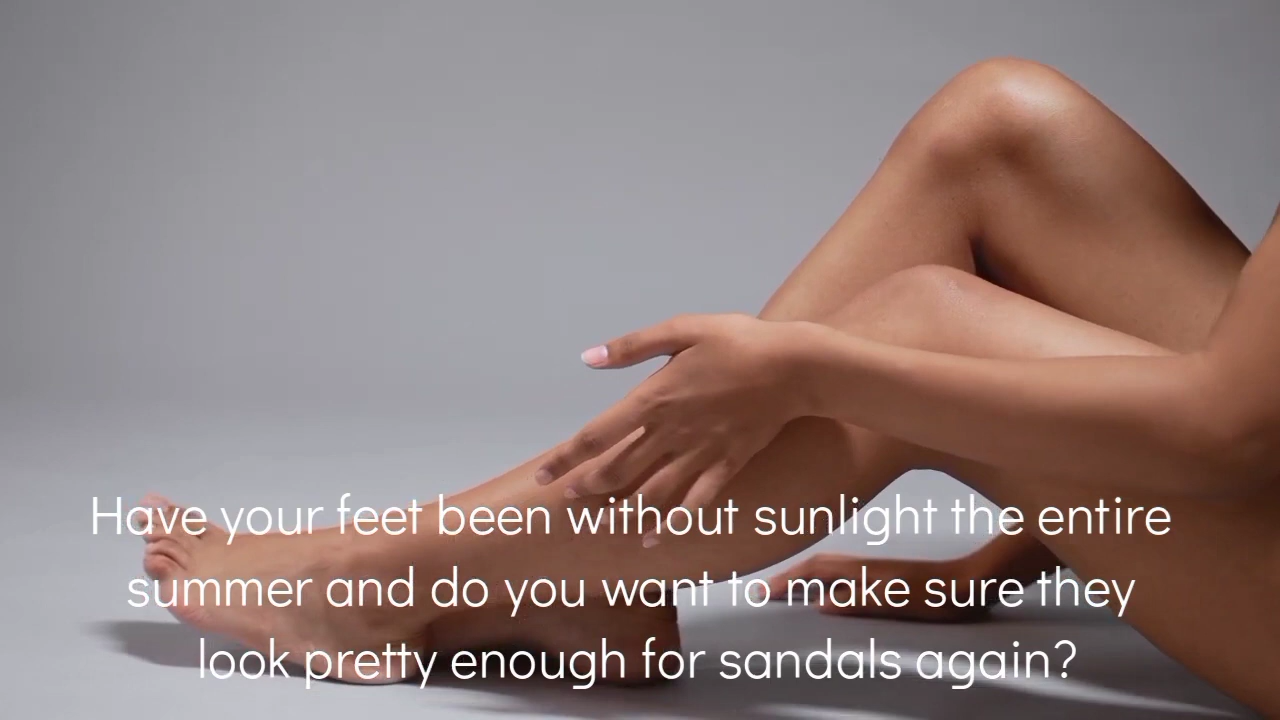 Have your feet been without sunlight the entire
summer and do you want to make sure they
look pretty enough for sandals again?